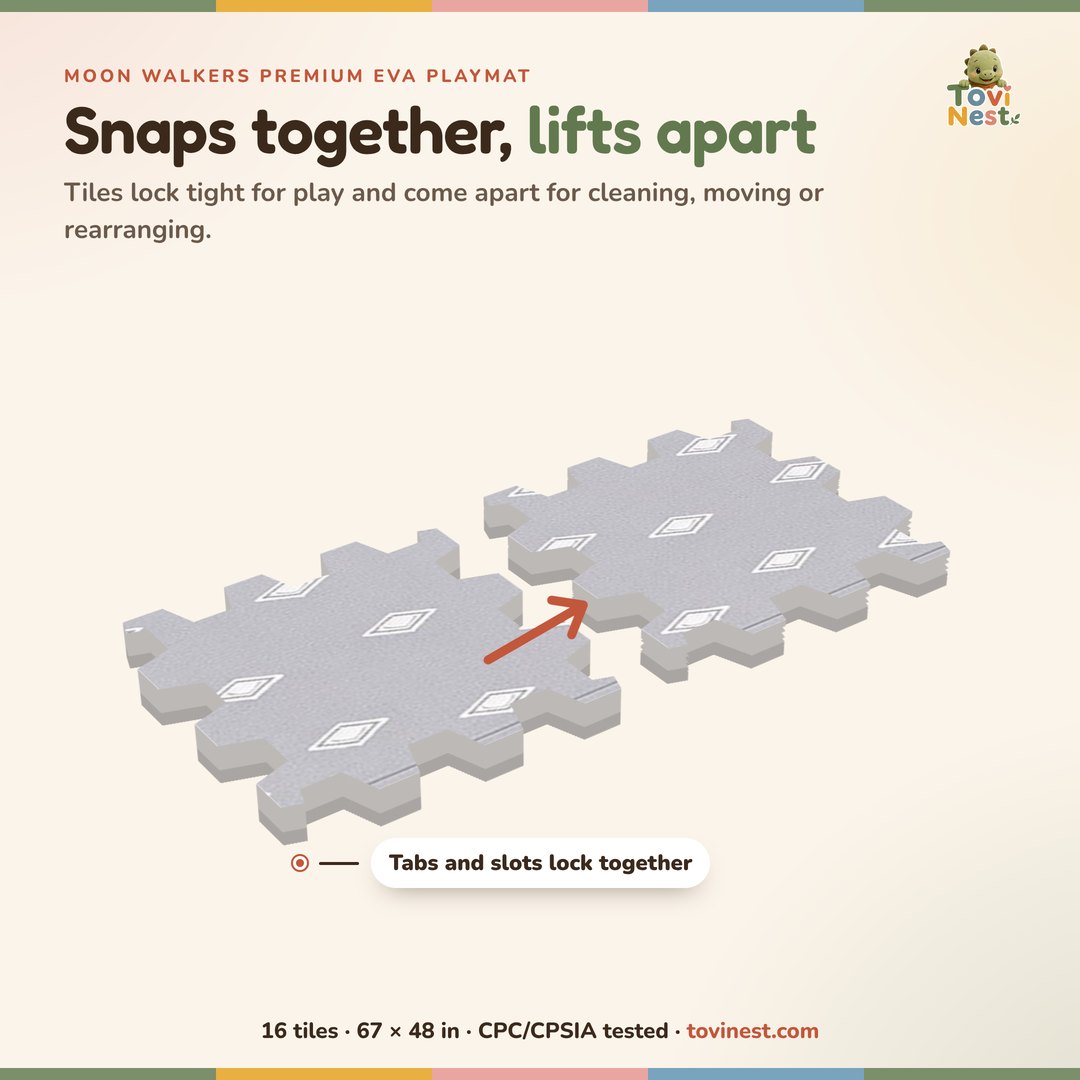 MOON WALKERS PREMIUM EVA PLAYMAT
Snaps together, lifts apart
Tiles lock tight for play and come apart for cleaning, moving or
rearranging.
Tovi
Nest
Tabs and slots lock together
16 tiles · 67 × 48 in · CPC/CPSIA tested · tovinest.com